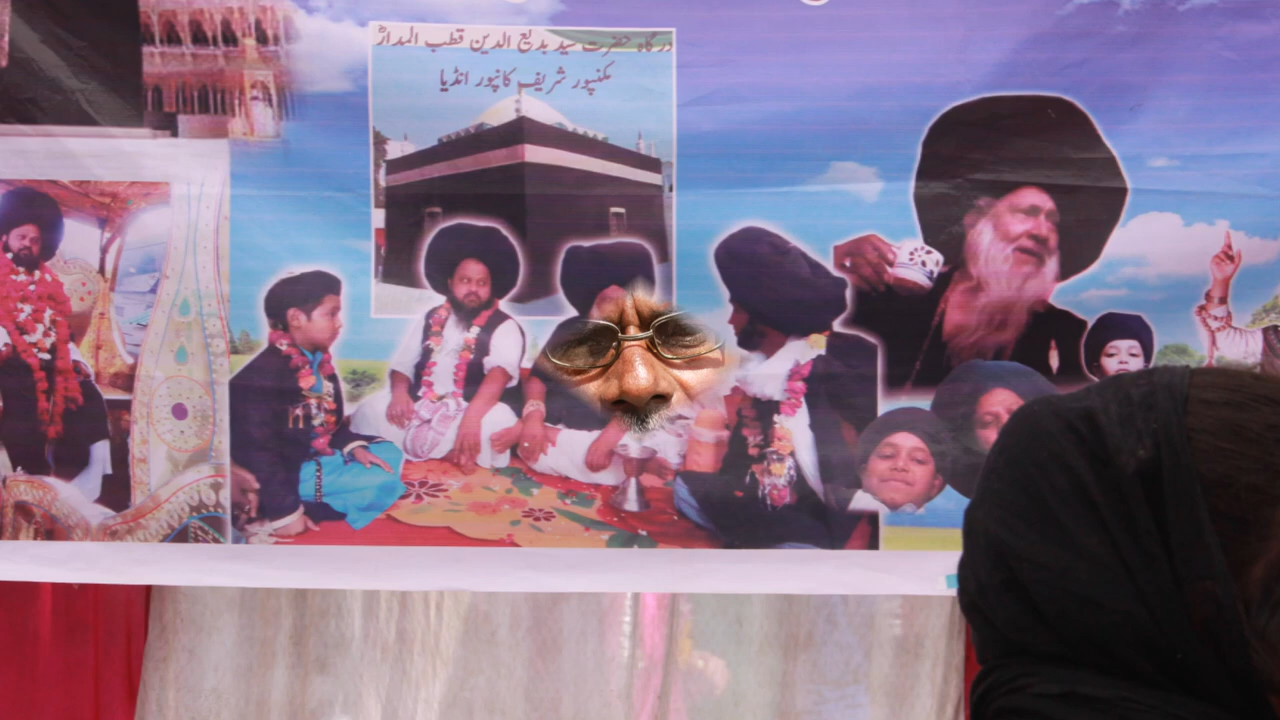 درگاہ حضرت سید بدیع الدین قطب المدارؒ
مکنپور شریف کانپور انڈیا